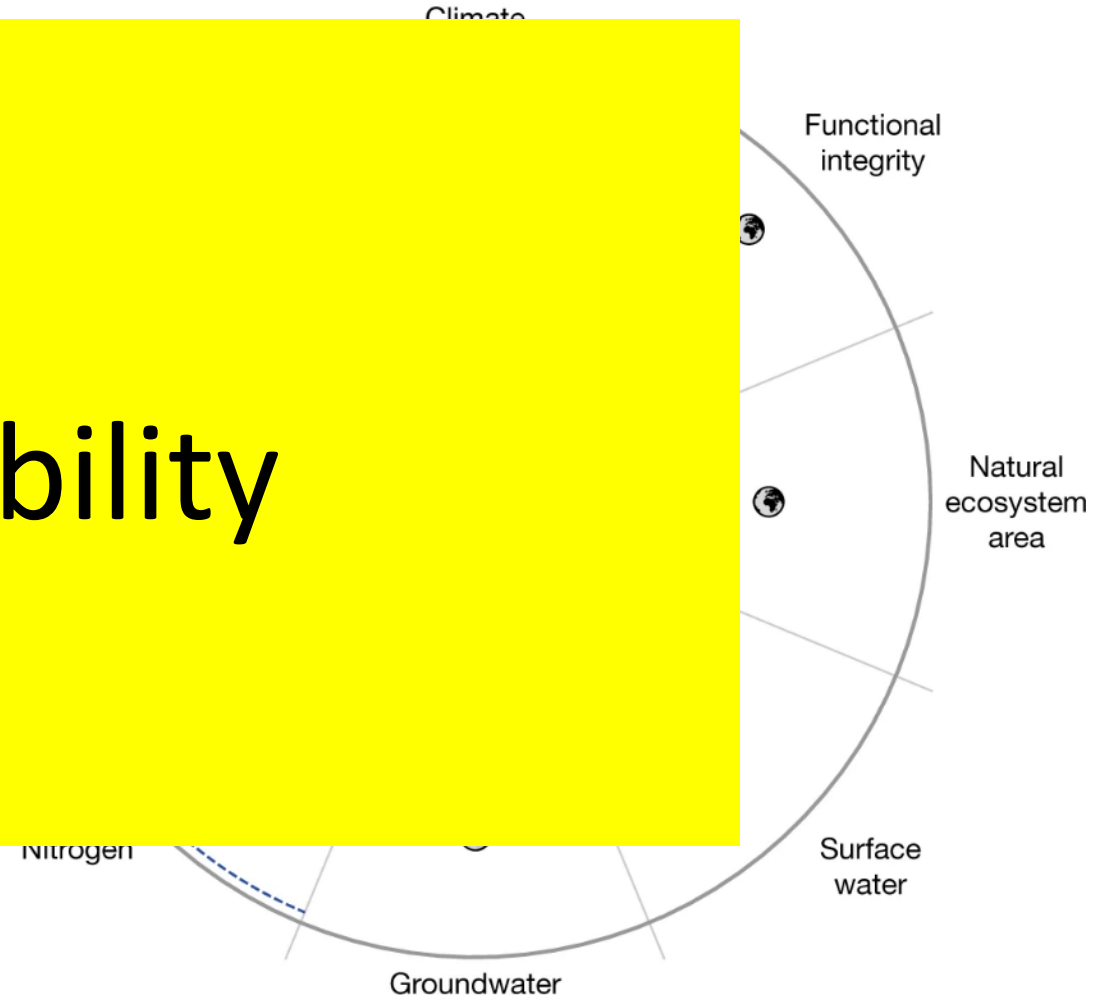 Climate
Functional
integrity
bility
Natural
ecosystem
area
Nitrogen
Surface
water
Groundwater